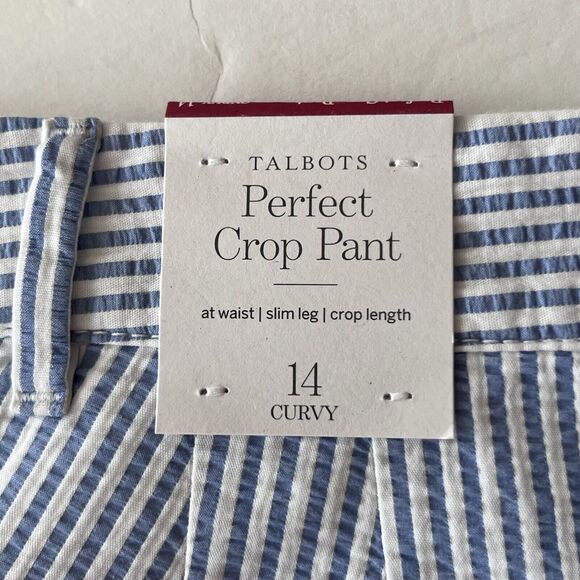 TALBOTS
Perfect
Crop Pant
at waist | slim leg | crop length
14
CURVY